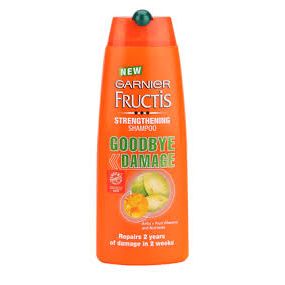 NEW
GARNIER
FRUCTIS
STRENGTHENING
SHAMPOO
GOODBYE
DAMAGE
Repairs 2 years
of damage in 2 weeks